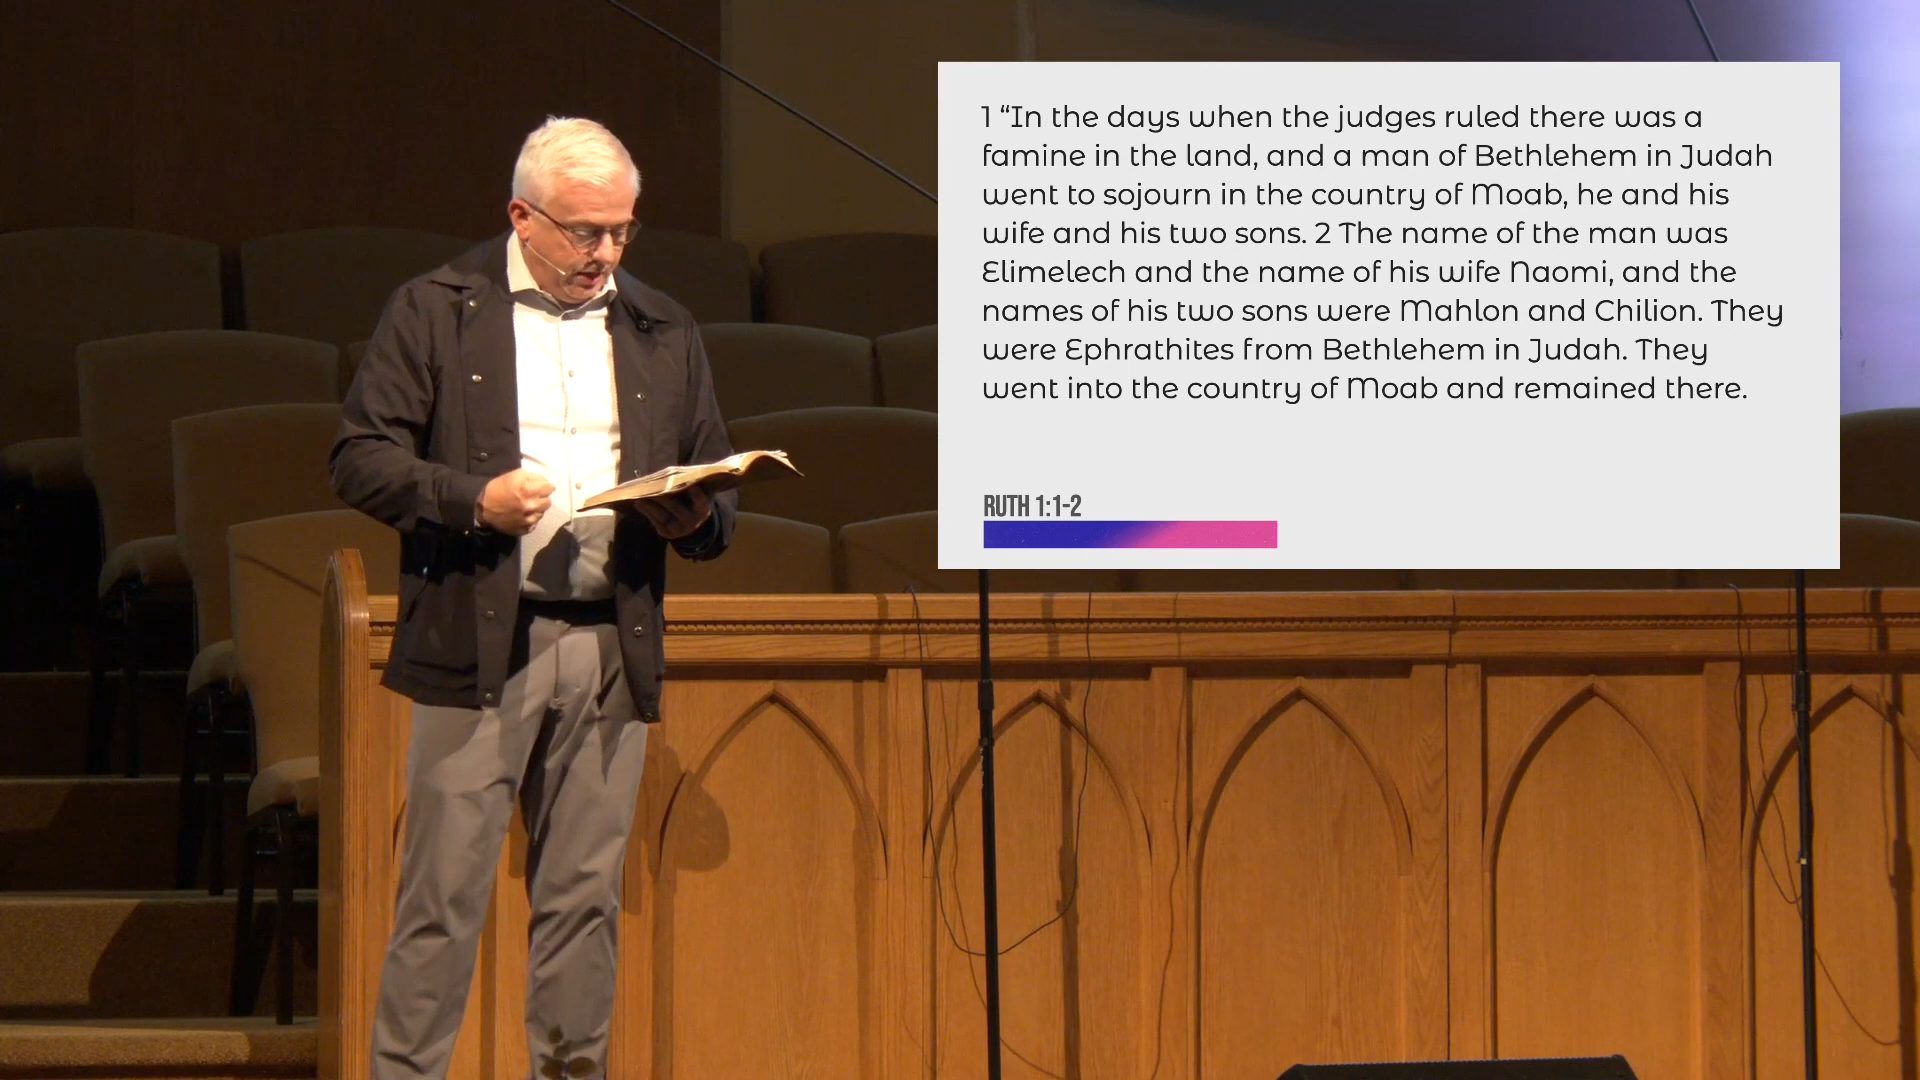 1 “In the days when the judges ruled there was a
famine in the land, and a man of Bethlehem in Judah
went to sojourn in the country of Moab, he and his
wife and his two sons. 2 The name of the man was
Elimelech and the name of his wife Naomi, and the
names of his two sons were Mahlon and Chilion. They
were Ephrathites from Bethlehem in Judah. They
went into the country of Moab and remained there.
RUTH 1:1-2